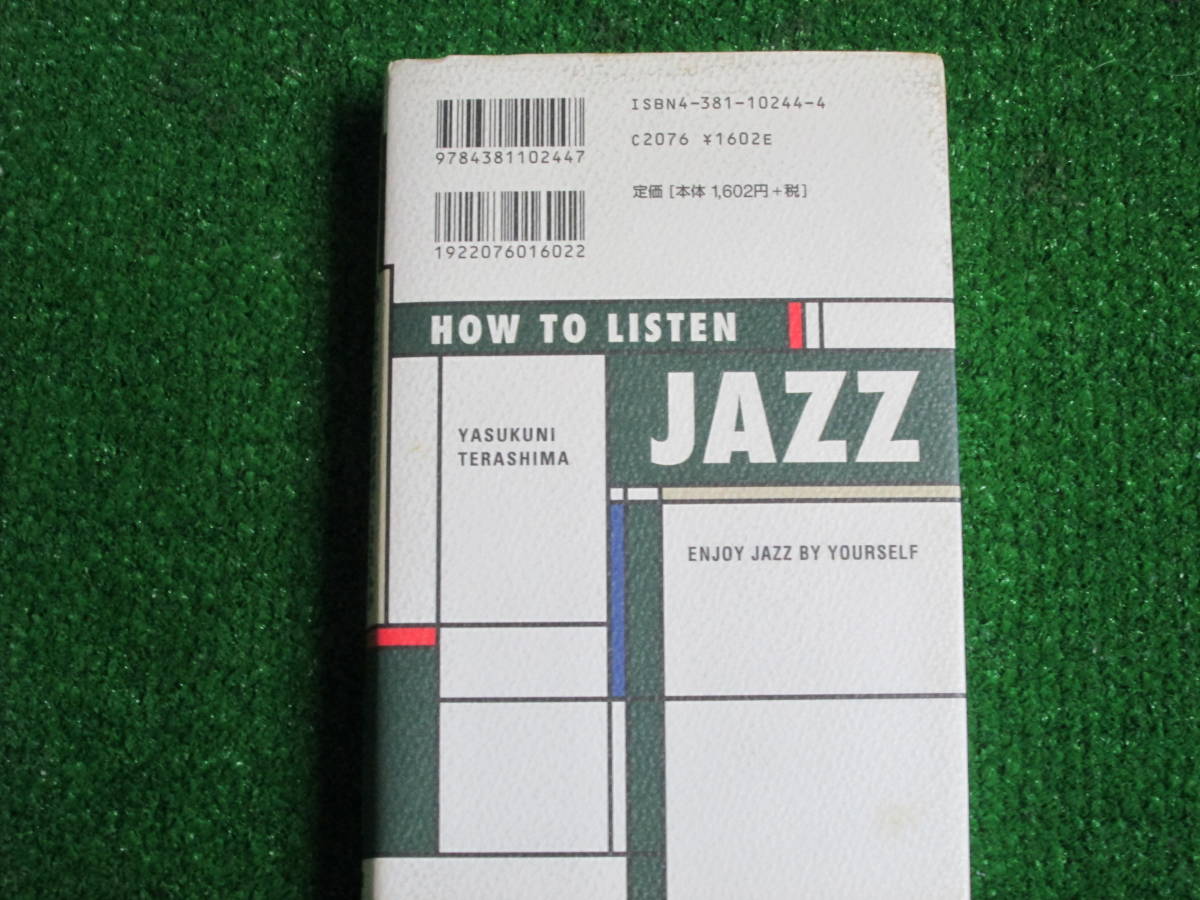 9784381102447
ISBN4-381-10244-4
C2076 ¥1602E
定価［本体 1,602円＋税］
1922076016022
HOW TO LISTEN
JAZZ
YASUKUNI
TERASHIMA
ENJOY JAZZ BY YOURSELF